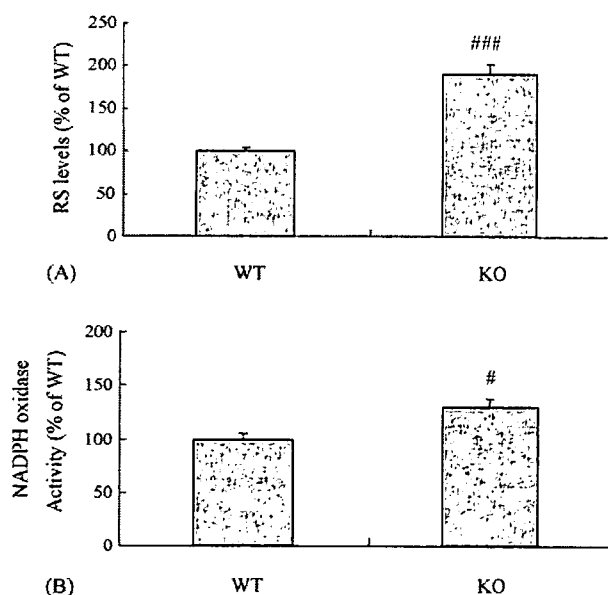 250
200
150
100
50
0
RS levels (% of WT)
###
(A)
WT
KO
200
150
100
50
0
NADPH oxidase
Activity (% of WT)
#
(B)
WT
KO